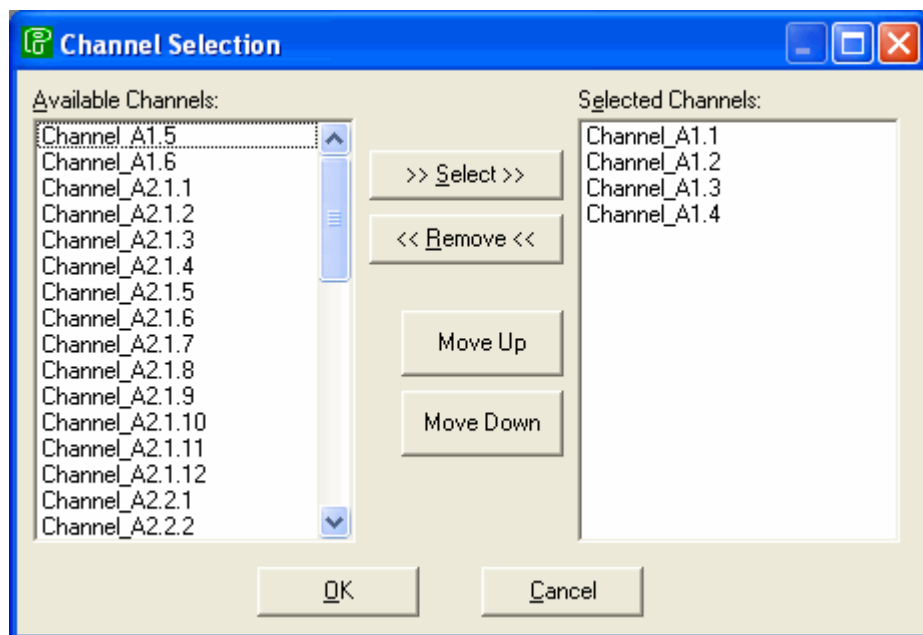 Channel Selection
Available Channels:
Channel_A1.5
Channel_A1.6
Channel_A2.1.1
Channel_A2.1.2
Channel_A2.1.3
Channel_A2.1.4
Channel_A2.1.5
Channel_A2.1.6
Channel_A2.1.7
Channel_A2.1.8
Channel_A2.1.9
Channel_A2.1.10
Channel_A2.1.11
Channel_A2.1.12
Channel_A2.2.1
Channel_A2.2.2
>> Select >>
<< Remove <<
Move Up
Move Down
Selected Channels:
Channel_A1.1
Channel_A1.2
Channel_A1.3
Channel_A1.4
OK
Cancel